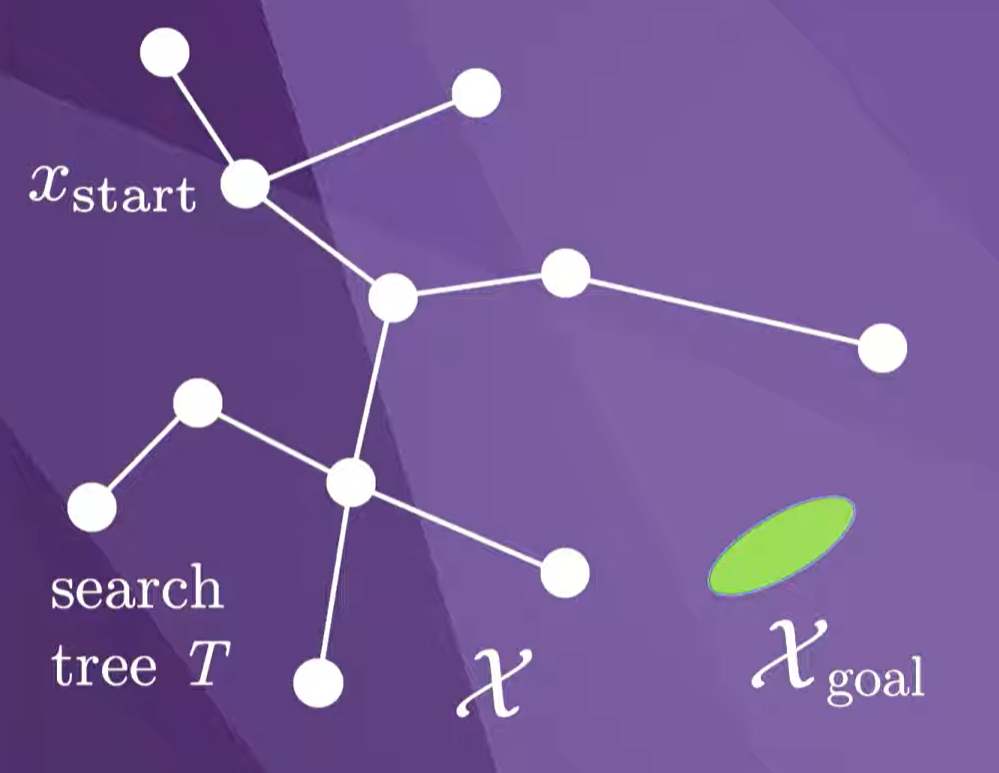 x_start
search
tree T
𝒳
𝒳_goal